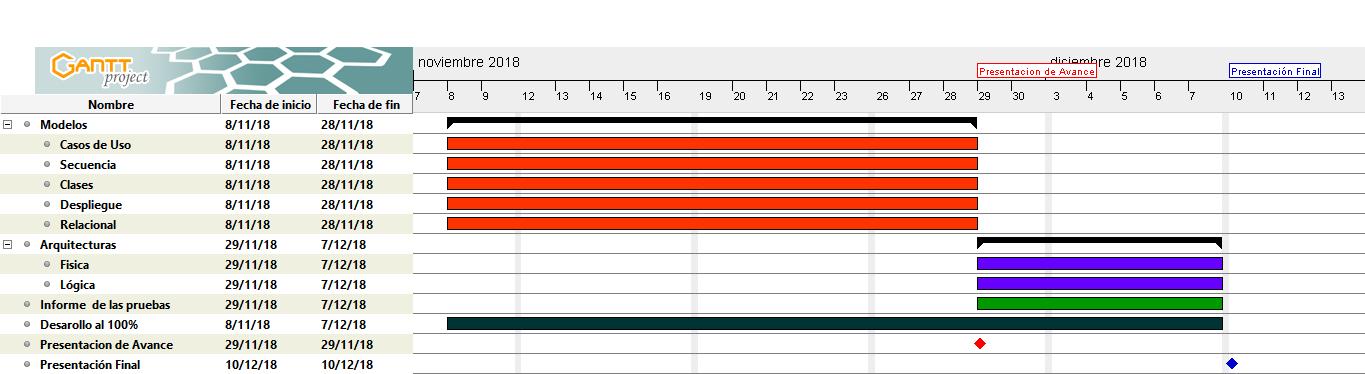 GANTT
project
noviembre 2018
diciembre 2018
Presentacion de Avance
Presentación Final
7 8 9 12 13 14 15 16 19 20 21 22 23 26 27 28 29 30 3 4 5 6 7 10 11 12 13
Nombre Fecha de inicio Fecha de fin
Modelos 8/11/18 28/11/18
Casos de Uso 8/11/18 28/11/18
Secuencia 8/11/18 28/11/18
Clases 8/11/18 28/11/18
Despliegue 8/11/18 28/11/18
Relacional 8/11/18 28/11/18
Arquitecturas 29/11/18 7/12/18
Fisica 29/11/18 7/12/18
Lógica 29/11/18 7/12/18
Informe de las pruebas 29/11/18 7/12/18
Desarollo al 100% 8/11/18 7/12/18
Presentacion de Avance 29/11/18 29/11/18
Presentación Final 10/12/18 10/12/18